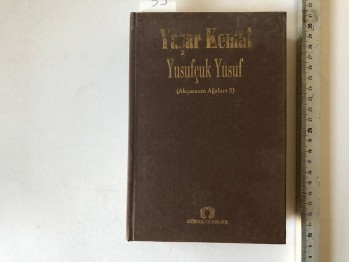 Yaşar Kemal
Yusufçuk Yusuf
(Akçasazın Ağaları 2)